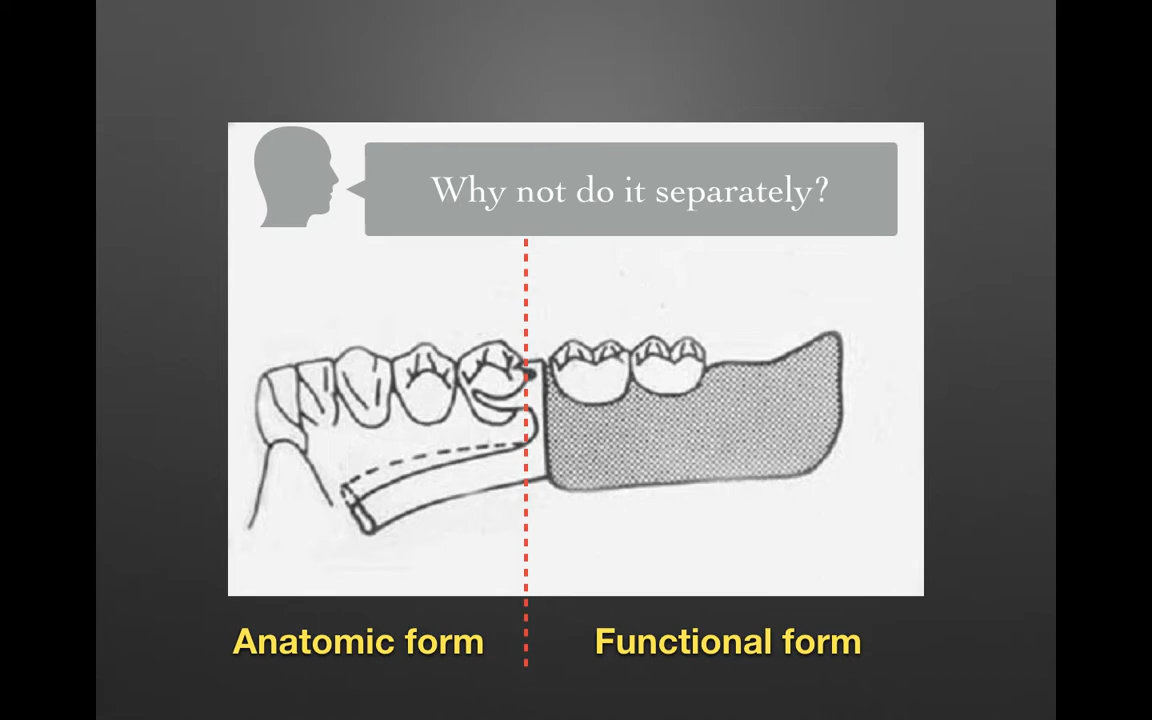 Why not do it separately?
Anatomic form
Functional form